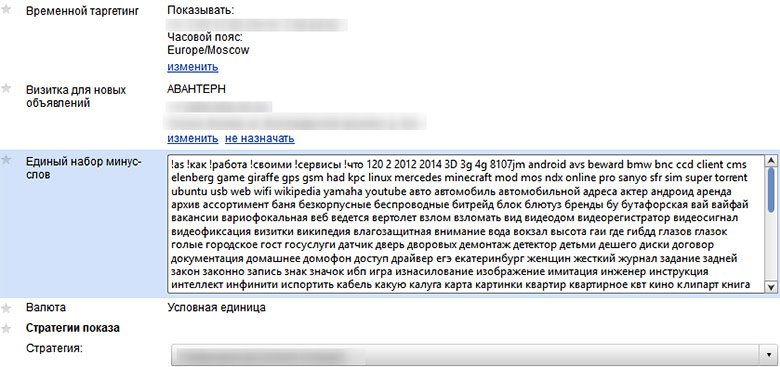 Временной таргетинг
Показывать:
Часовой пояс:
Europe/Moscow
изменить
Визитка для новых объявлений
АВАНТЕРН
изменить не назначать
Единый набор минус-слов
!as !как !работа !своими !сервисы !что 120 2 2012 2014 3D 3g 4g 8107jm android avs beward bmw bnc ccd client cms
elenberg game giraffe gps gsm had kpc linux mercedes minecraft mod mos ndx online pro sanyo sfr sim super torrent
ubuntu usb web wifi wikipedia yamaha youtube авто автомобиль автомобильной адреса актер андроид аренда
архив ассортимент баня безкорпусные беспроводные битрейд блок блютуз бренды бу бутафорская вай вайфай
вакансии вариофокальная веб ведется вертолет взлом взломать вид видеодом видеорегистратор видеосигнал
видеофиксация визитки википедия влагозащитная внимание вода вокзал высота гаи где гибдд глазов глазок
голые городское гост госуслуги датчик дверь дворовых демонтаж детектор детьми дешего диски договор
документация домашнее домофон доступ драйвер егэ екатеринбург женщин жесткий журнал задание задней
закон законно запись знак значок ибп игра изнасилование изображение имитация инженер инструкция
интеллект инфинити испортить кабель какую калуга карта картинки квартир квартирное квт кино клипарт книга
Валюта
Условная единица
Стратегии показа
Стратегия: